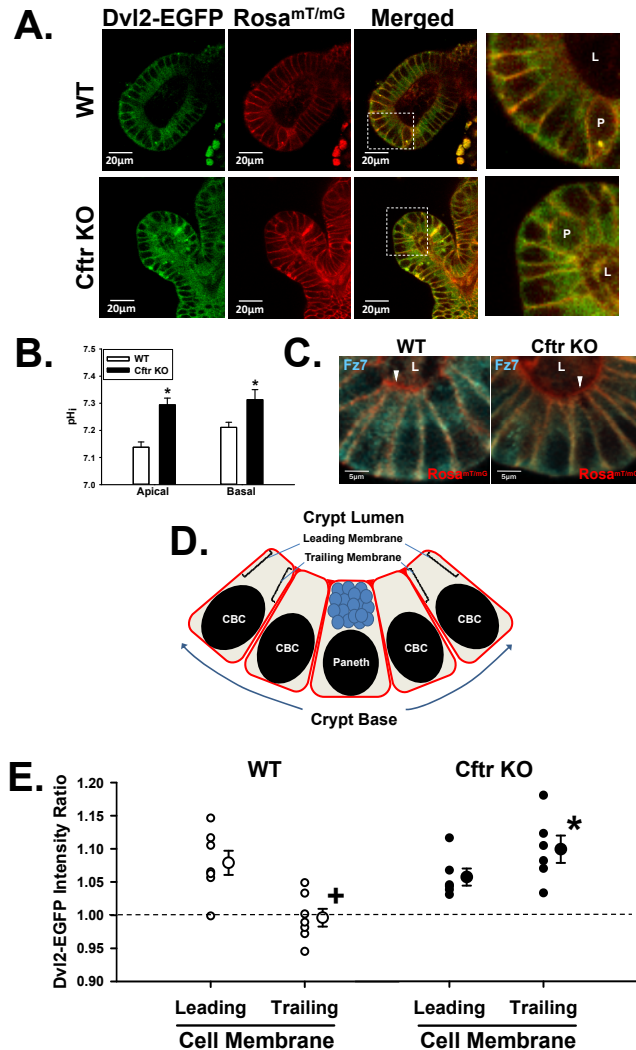 A.
Dvl2-EGFP Rosa^mT/mG Merged
WT
20µm 20µm 20µm
L
P
Cftr KO
20µm 20µm 20µm
P
L
B.
WT
Cftr KO
7.5
7.4
7.3
7.2
7.1
7.0
pHi
* *
Apical Basal
C.
WT Cftr KO
Fz7 L Fz7 L
5µm Rosa^mT/mG 5µm Rosa^mT/mG
D.
Crypt Lumen
Leading Membrane
Trailing Membrane
CBC CBC
CBC CBC
Paneth
Crypt Base
E.
WT Cftr KO
Dvl2-EGFP Intensity Ratio
1.20
1.15
1.10
1.05
1.00
0.95
0.90
+ *
Leading Trailing Leading Trailing
Cell Membrane Cell Membrane